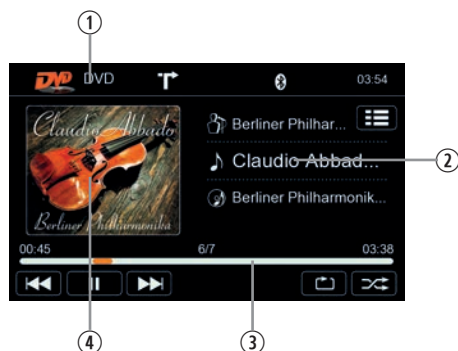 ①
DVD DVD 03:54
Claudio Abbado
Berliner Philharmonika
Berliner Philhar...
Claudio Abbad...
②
Berliner Philharmonik...
00:45 6/7 03:38
④ ③